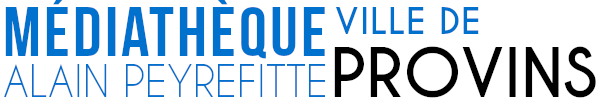 MÉDIATHÈQUE
ALAIN PEYREFITTE
VILLE DE
PROVINS